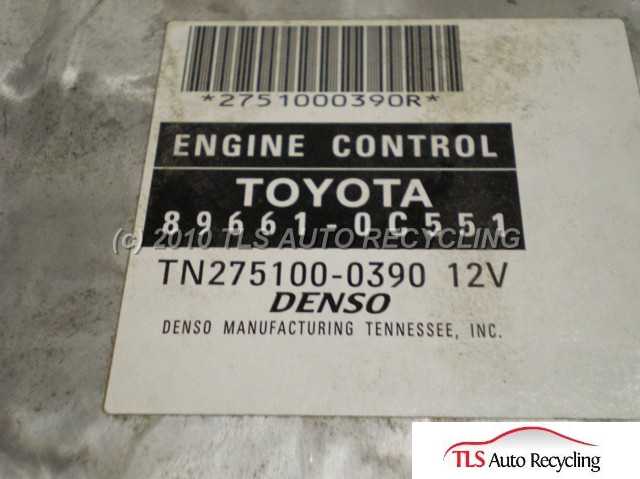 *2751000390R*
ENGINE CONTROL
TOYOTA
89661-0C551
(c) 2010 TLS AUTO RECYCLING
TN275100-0390 12V
DENSO
DENSO MANUFACTURING TENNESSEE, INC.
TLS Auto Recycling